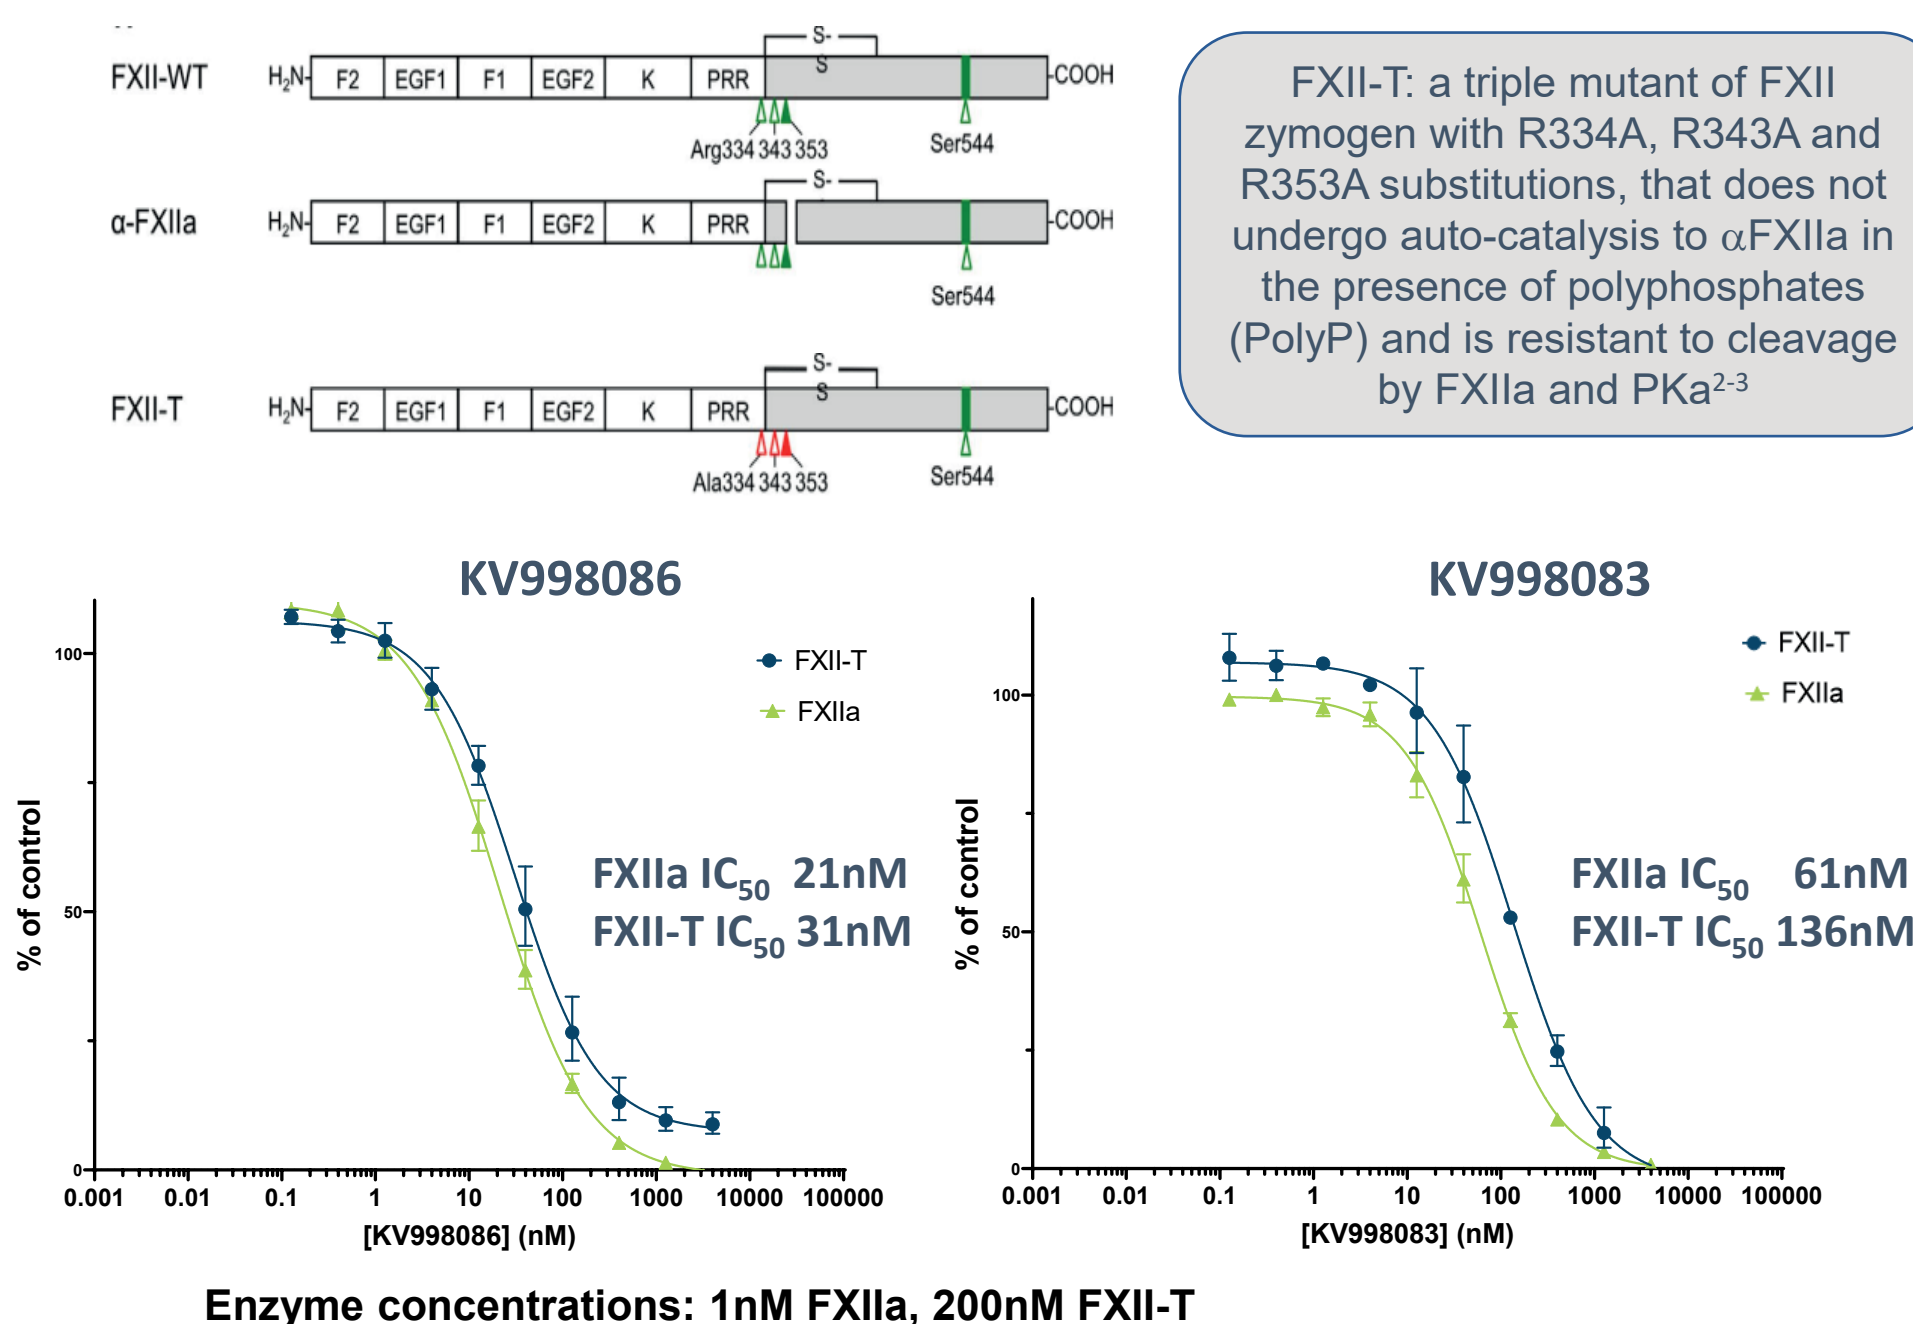 FXII-WT
H2N- F2 EGF1 F1 EGF2 K PRR S-S -COOH
Arg334 343 353 Ser544
α-FXIIa
H2N- F2 EGF1 F1 EGF2 K PRR S- -COOH
Ser544
FXII-T
H2N- F2 EGF1 F1 EGF2 K PRR S-S -COOH
Ala334 343 353 Ser544
FXII-T: a triple mutant of FXII
zymogen with R334A, R343A and
R353A substitutions, that does not
undergo auto-catalysis to αFXIIa in
the presence of polyphosphates
(PolyP) and is resistant to cleavage
by FXIIa and PKa2-3
KV998086
FXII-T
FXIIa
% of control
100
50
0
FXIIa IC50 21nM
FXII-T IC50 31nM
0.001 0.01 0.1 1 10 100 1000 10000 100000
[KV998086] (nM)
KV998083
FXII-T
FXIIa
% of control
100
50
0
FXIIa IC50 61nM
FXII-T IC50 136nM
0.001 0.01 0.1 1 10 100 1000 10000 100000
[KV998083] (nM)
Enzyme concentrations: 1nM FXIIa, 200nM FXII-T